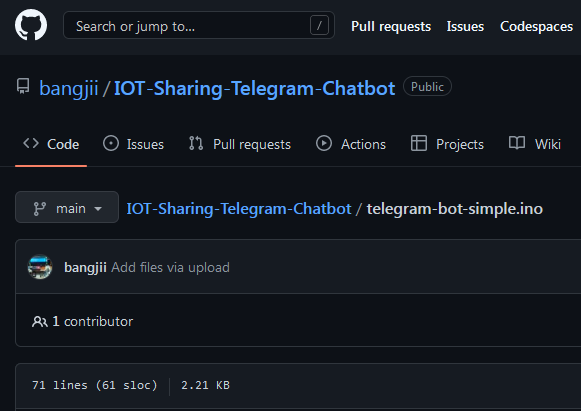 Search or jump to... / Pull requests Issues Codespaces
bangjii / IOT-Sharing-Telegram-Chatbot Public
Code Issues Pull requests Actions Projects Wiki
main IOT-Sharing-Telegram-Chatbot / telegram-bot-simple.ino
bangjii Add files via upload
1 contributor
71 lines (61 sloc) 2.21 KB